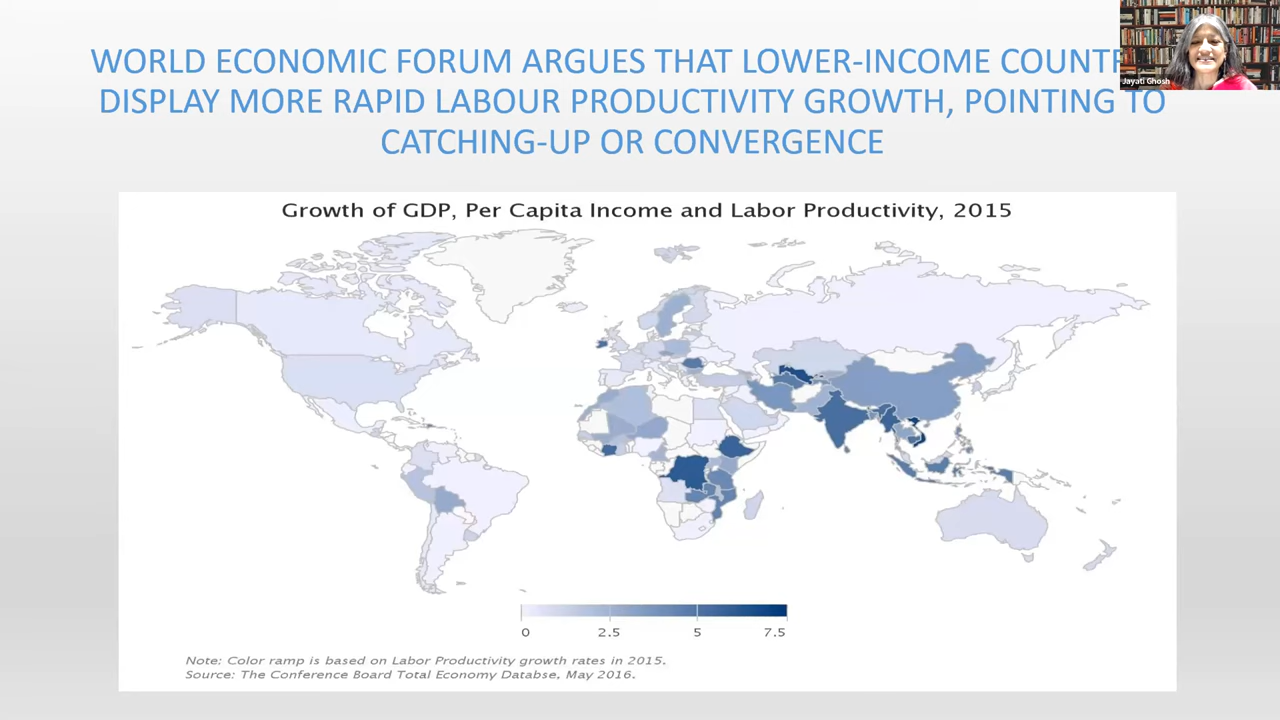 WORLD ECONOMIC FORUM ARGUES THAT LOWER-INCOME COUNTR
DISPLAY MORE RAPID LABOUR PRODUCTIVITY GROWTH, POINTING TO
CATCHING-UP OR CONVERGENCE
Jayati Ghosh
Growth of GDP, Per Capita Income and Labor Productivity, 2015
0 2.5 5 7.5
Note: Color ramp is based on Labor Productivity growth rates in 2015.
Source: The Conference Board Total Economy Databse, May 2016.